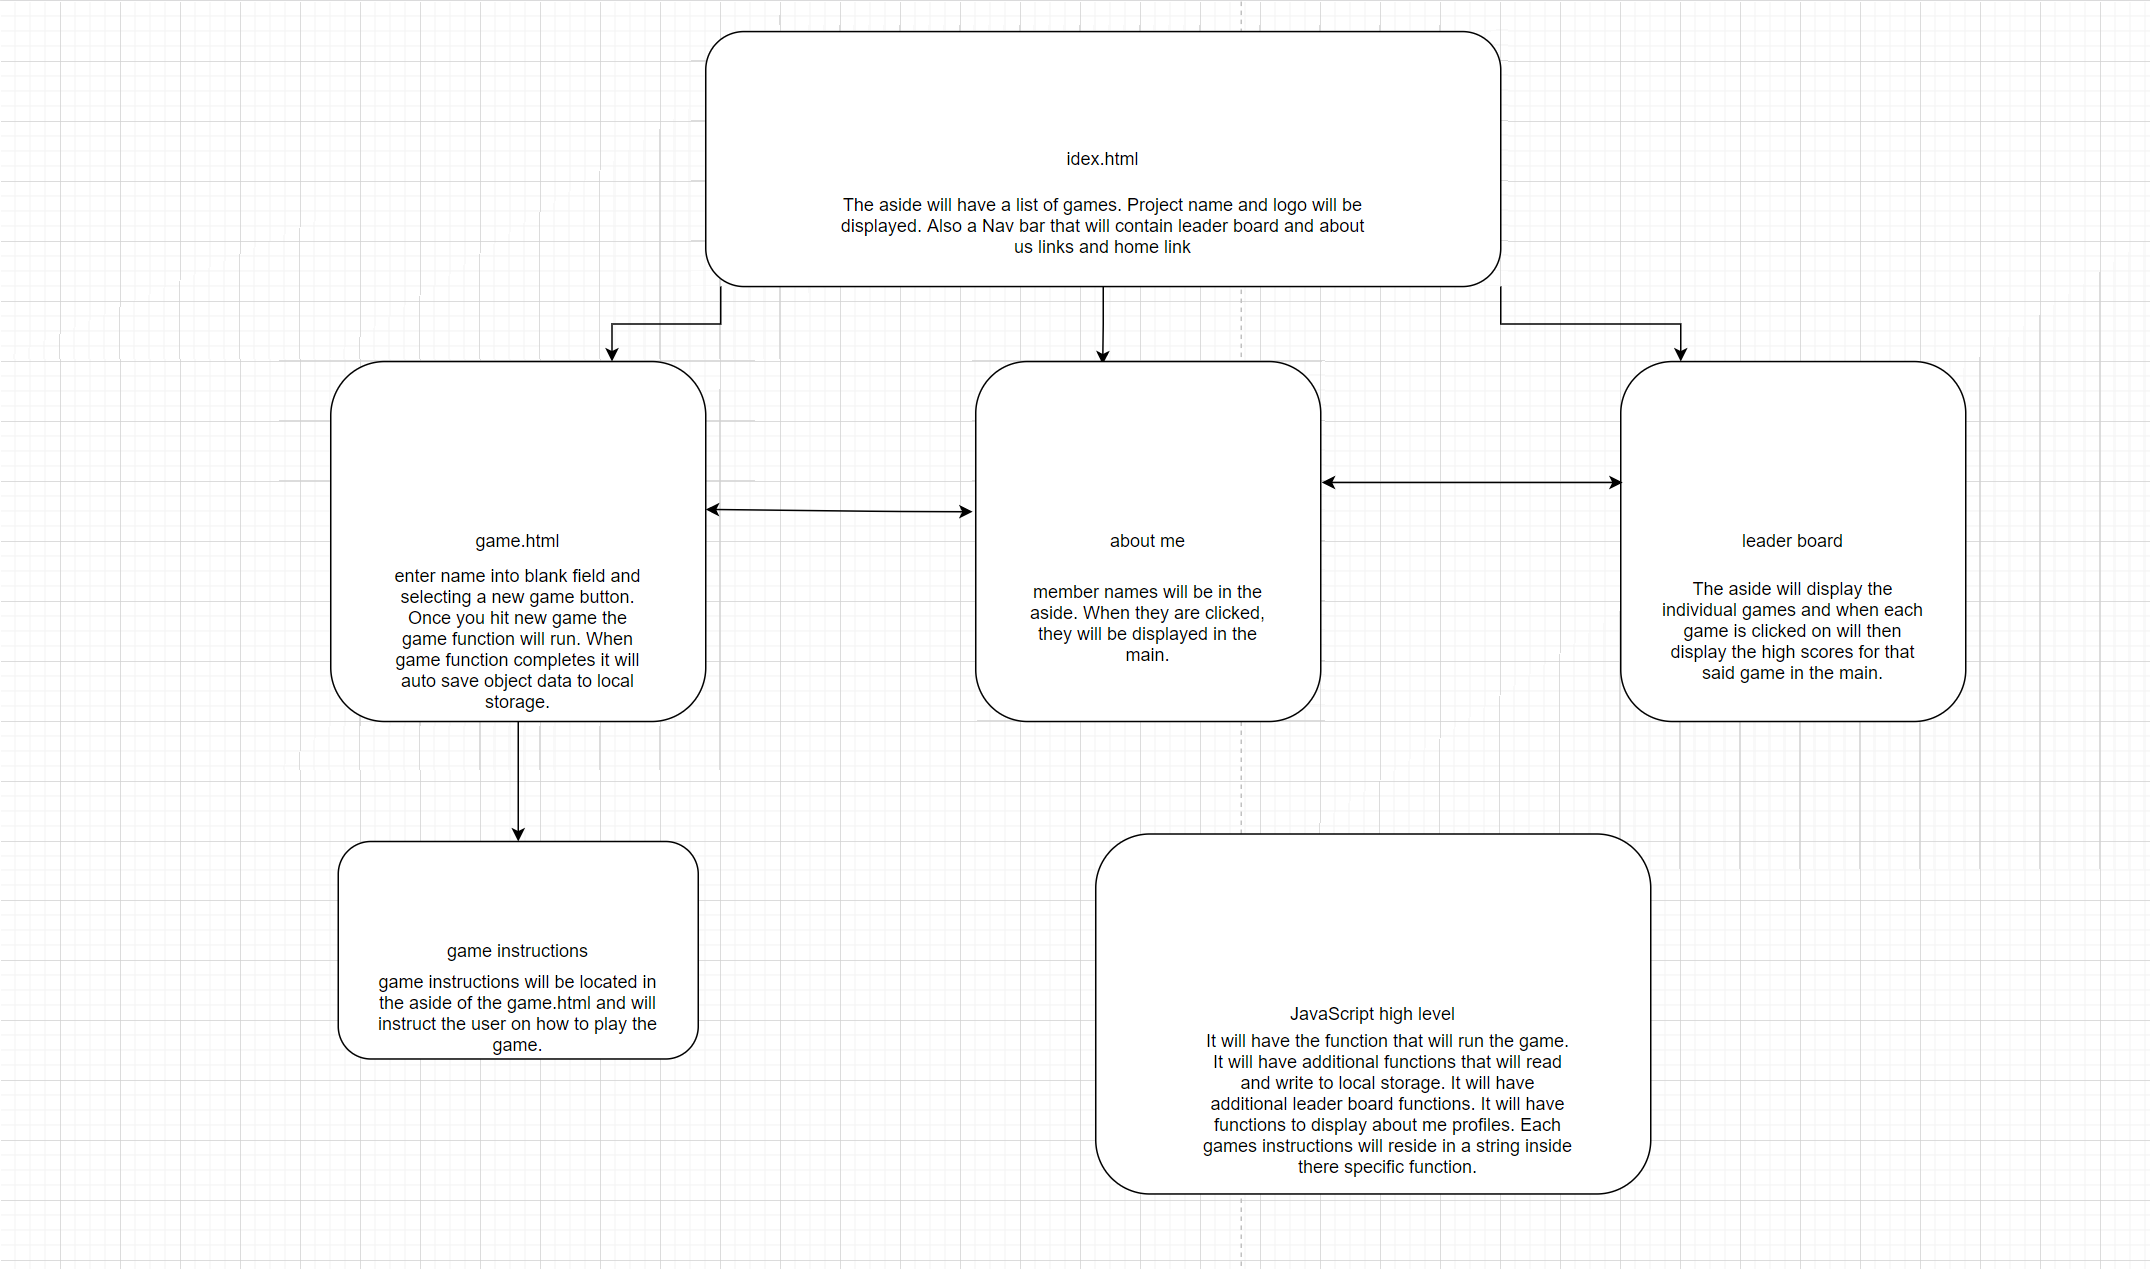 idex.html
The aside will have a list of games. Project name and logo will be
displayed. Also a Nav bar that will contain leader board and about
us links and home link
game.html
enter name into blank field and
selecting a new game button.
Once you hit new game the
game function will run. When
game function completes it will
auto save object data to local
storage.
about me
member names will be in the
aside. When they are clicked,
they will be displayed in the
main.
leader board
The aside will display the
individual games and when each
game is clicked on will then
display the high scores for that
said game in the main.
game instructions
game instructions will be located in
the aside of the game.html and will
instruct the user on how to play the
game.
JavaScript high level
It will have the function that will run the game.
It will have additional functions that will read
and write to local storage. It will have
additional leader board functions. It will have
functions to display about me profiles. Each
games instructions will reside in a string inside
there specific function.